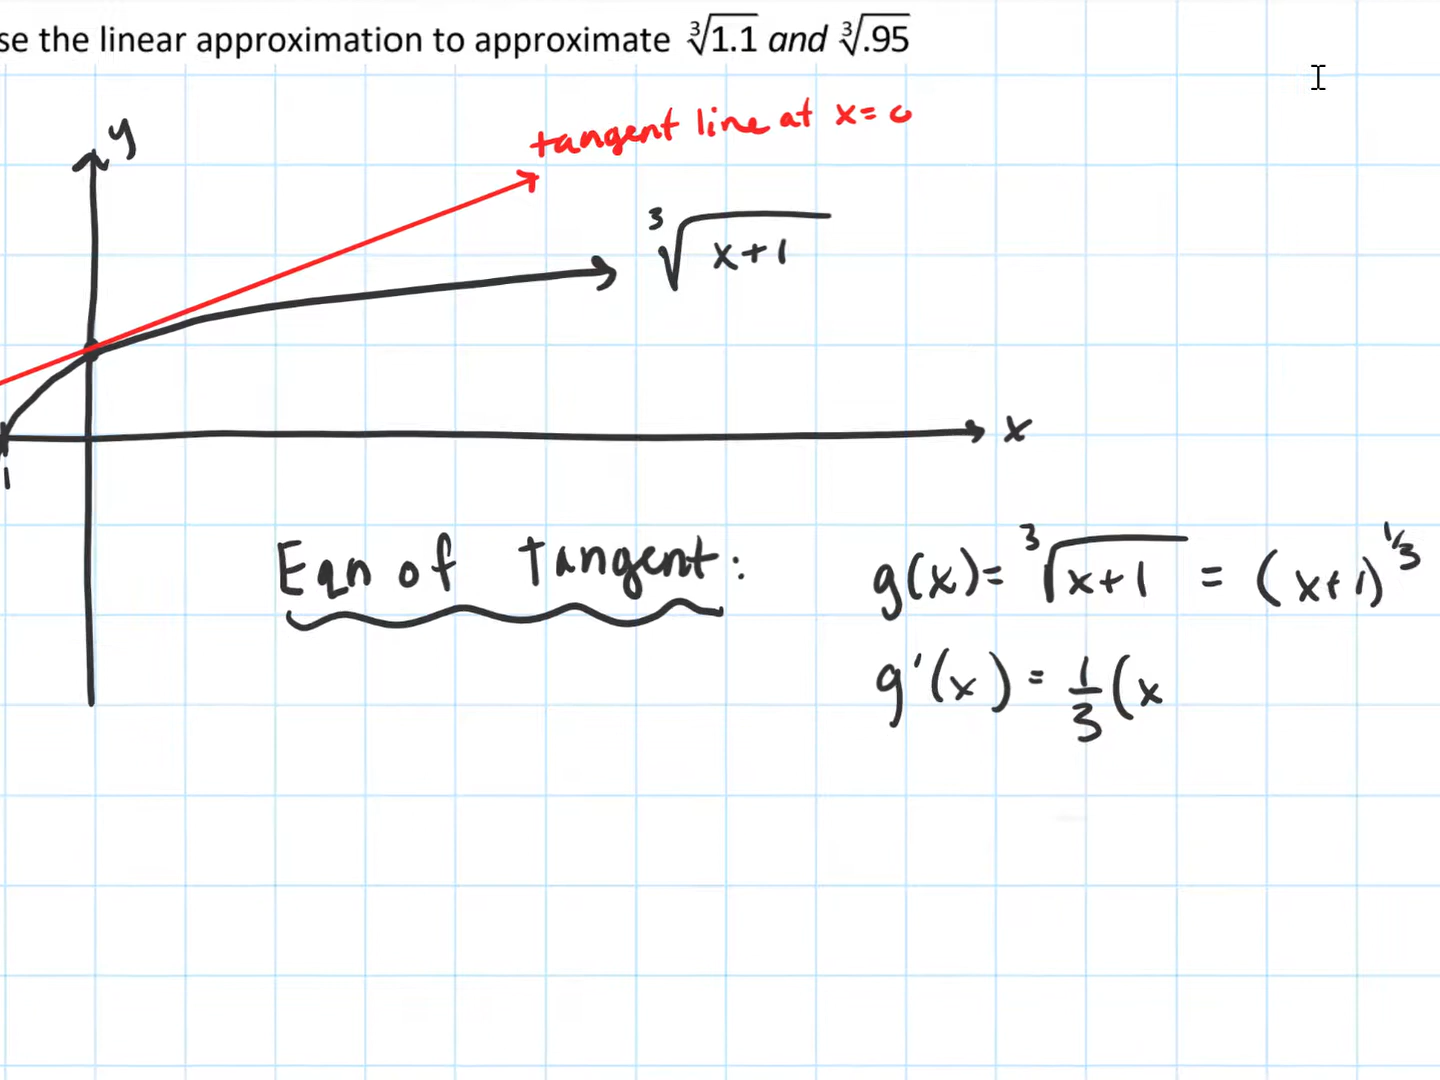 se the linear approximation to approximate ∛1.1 and ∛.95
y
tangent line at x=0
∛x+1
x
1
Eqn of Tangent:
g(x)= ∛x+1 = (x+1)^1/3
g'(x) = 1/3 (x